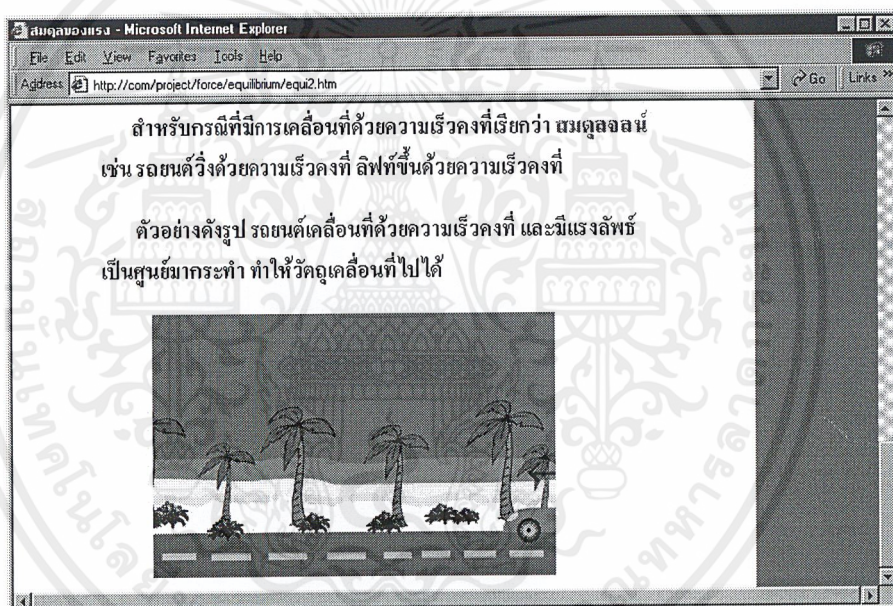 สมดุลของแรง - Microsoft Internet Explorer
File Edit View Favorites Tools Help
Address http://com/project/force/equilibrium/equi2.htm Go Links »
สำหรับกรณีที่มีการเคลื่อนที่ด้วยความเร็วคงที่เรียกว่า สมดุลจลน์
เช่น รถยนต์วิ่งด้วยความเร็วคงที่ ลิฟท์ขึ้นด้วยความเร็วคงที่
ตัวอย่างดังรูป รถยนต์เคลื่อนที่ด้วยความเร็วคงที่ และมีแรงลัพธ์
เป็นศูนย์มากระทำ ทำให้วัตถุเคลื่อนที่ไปได้